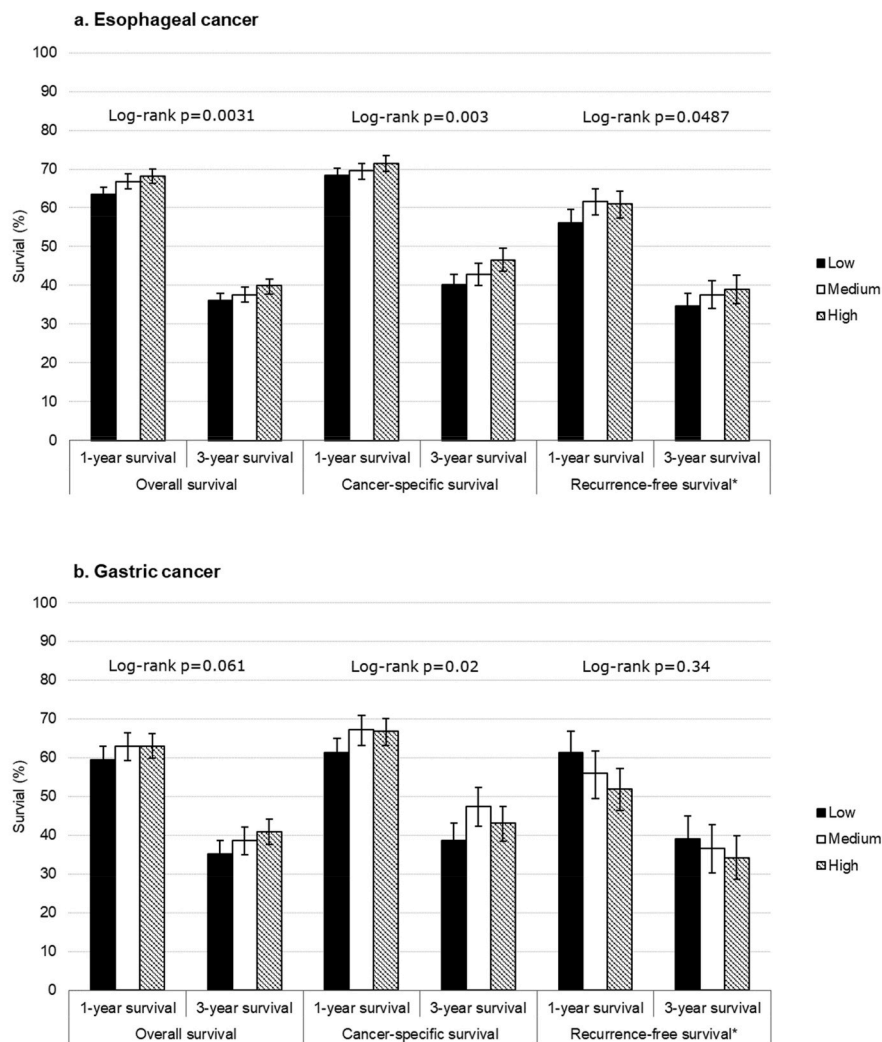 a. Esophageal cancer
100
90
80
70
60
50
40
30
20
10
0
Survial (%)
Log-rank p=0.0031 Log-rank p=0.003 Log-rank p=0.0487
Low
Medium
High
1-year survival 3-year survival 1-year survival 3-year survival 1-year survival 3-year survival
Overall survival Cancer-specific survival Recurrence-free survival*
b. Gastric cancer
100
90
80
70
60
50
40
30
20
10
0
Survial (%)
Log-rank p=0.061 Log-rank p=0.02 Log-rank p=0.34
Low
Medium
High
1-year survival 3-year survival 1-year survival 3-year survival 1-year survival 3-year survival
Overall survival Cancer-specific survival Recurrence-free survival*